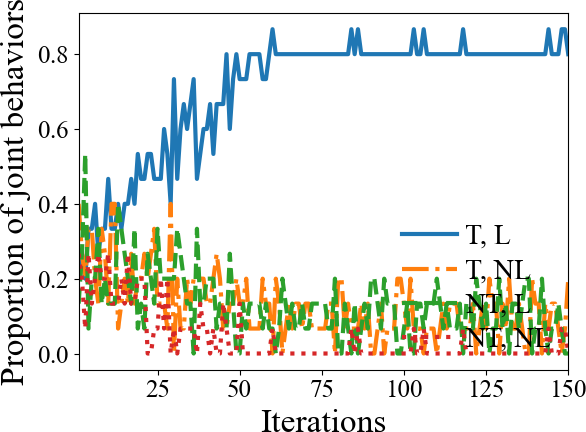 Proportion of joint behaviors
0.8
0.6
0.4
0.2
0.0
T, L
T, NL
NT, L
NT, NL
25 50 75 100 125 150
Iterations